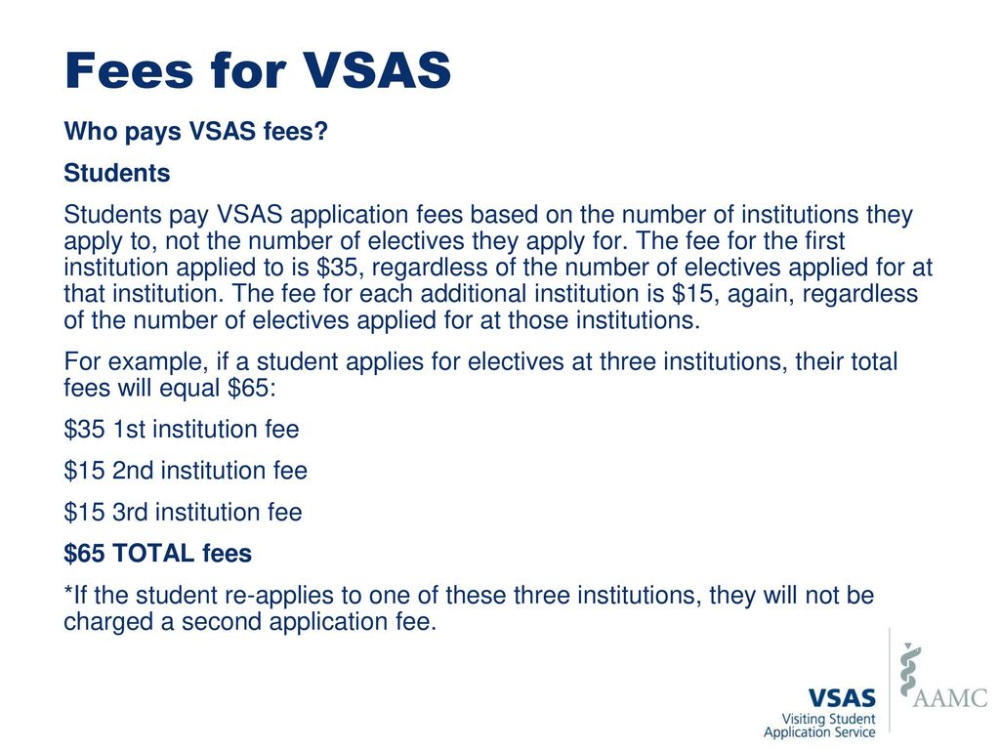 Fees for VSAS
Who pays VSAS fees?
Students
Students pay VSAS application fees based on the number of institutions they
apply to, not the number of electives they apply for. The fee for the first
institution applied to is $35, regardless of the number of electives applied for at
that institution. The fee for each additional institution is $15, again, regardless
of the number of electives applied for at those institutions.
For example, if a student applies for electives at three institutions, their total
fees will equal $65:
$35 1st institution fee
$15 2nd institution fee
$15 3rd institution fee
$65 TOTAL fees
*If the student re-applies to one of these three institutions, they will not be
charged a second application fee.
VSAS
Visiting Student
Application Service
AAMC